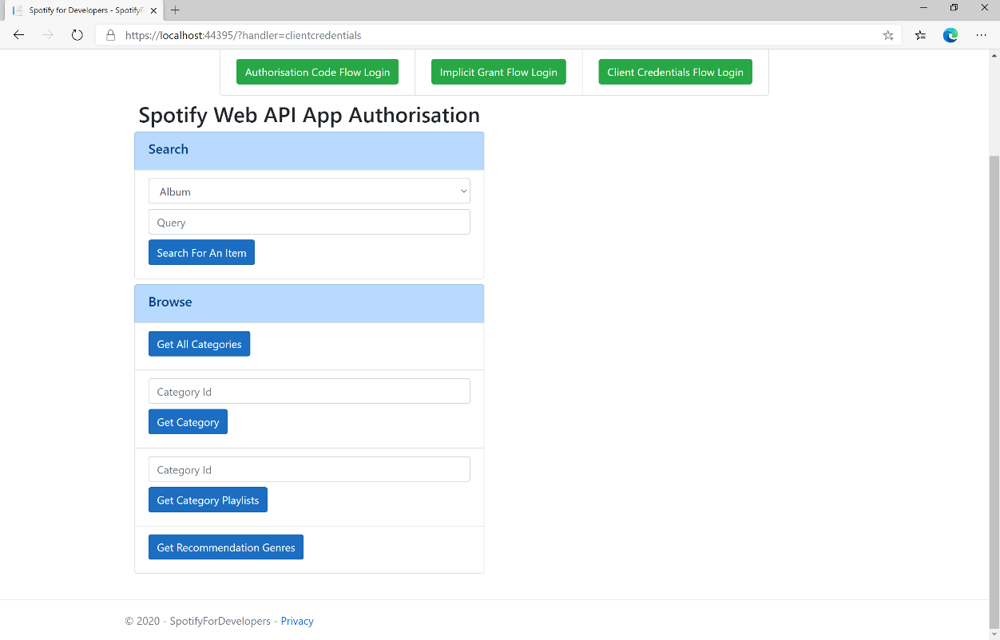 Spotify for Developers - SpotifyF
https://localhost:44395/?handler=clientcredentials
Authorisation Code Flow Login
Implicit Grant Flow Login
Client Credentials Flow Login
Spotify Web API App Authorisation
Search
Album
Query
Search For An Item
Browse
Get All Categories
Category Id
Get Category
Category Id
Get Category Playlists
Get Recommendation Genres
© 2020 - SpotifyForDevelopers - Privacy